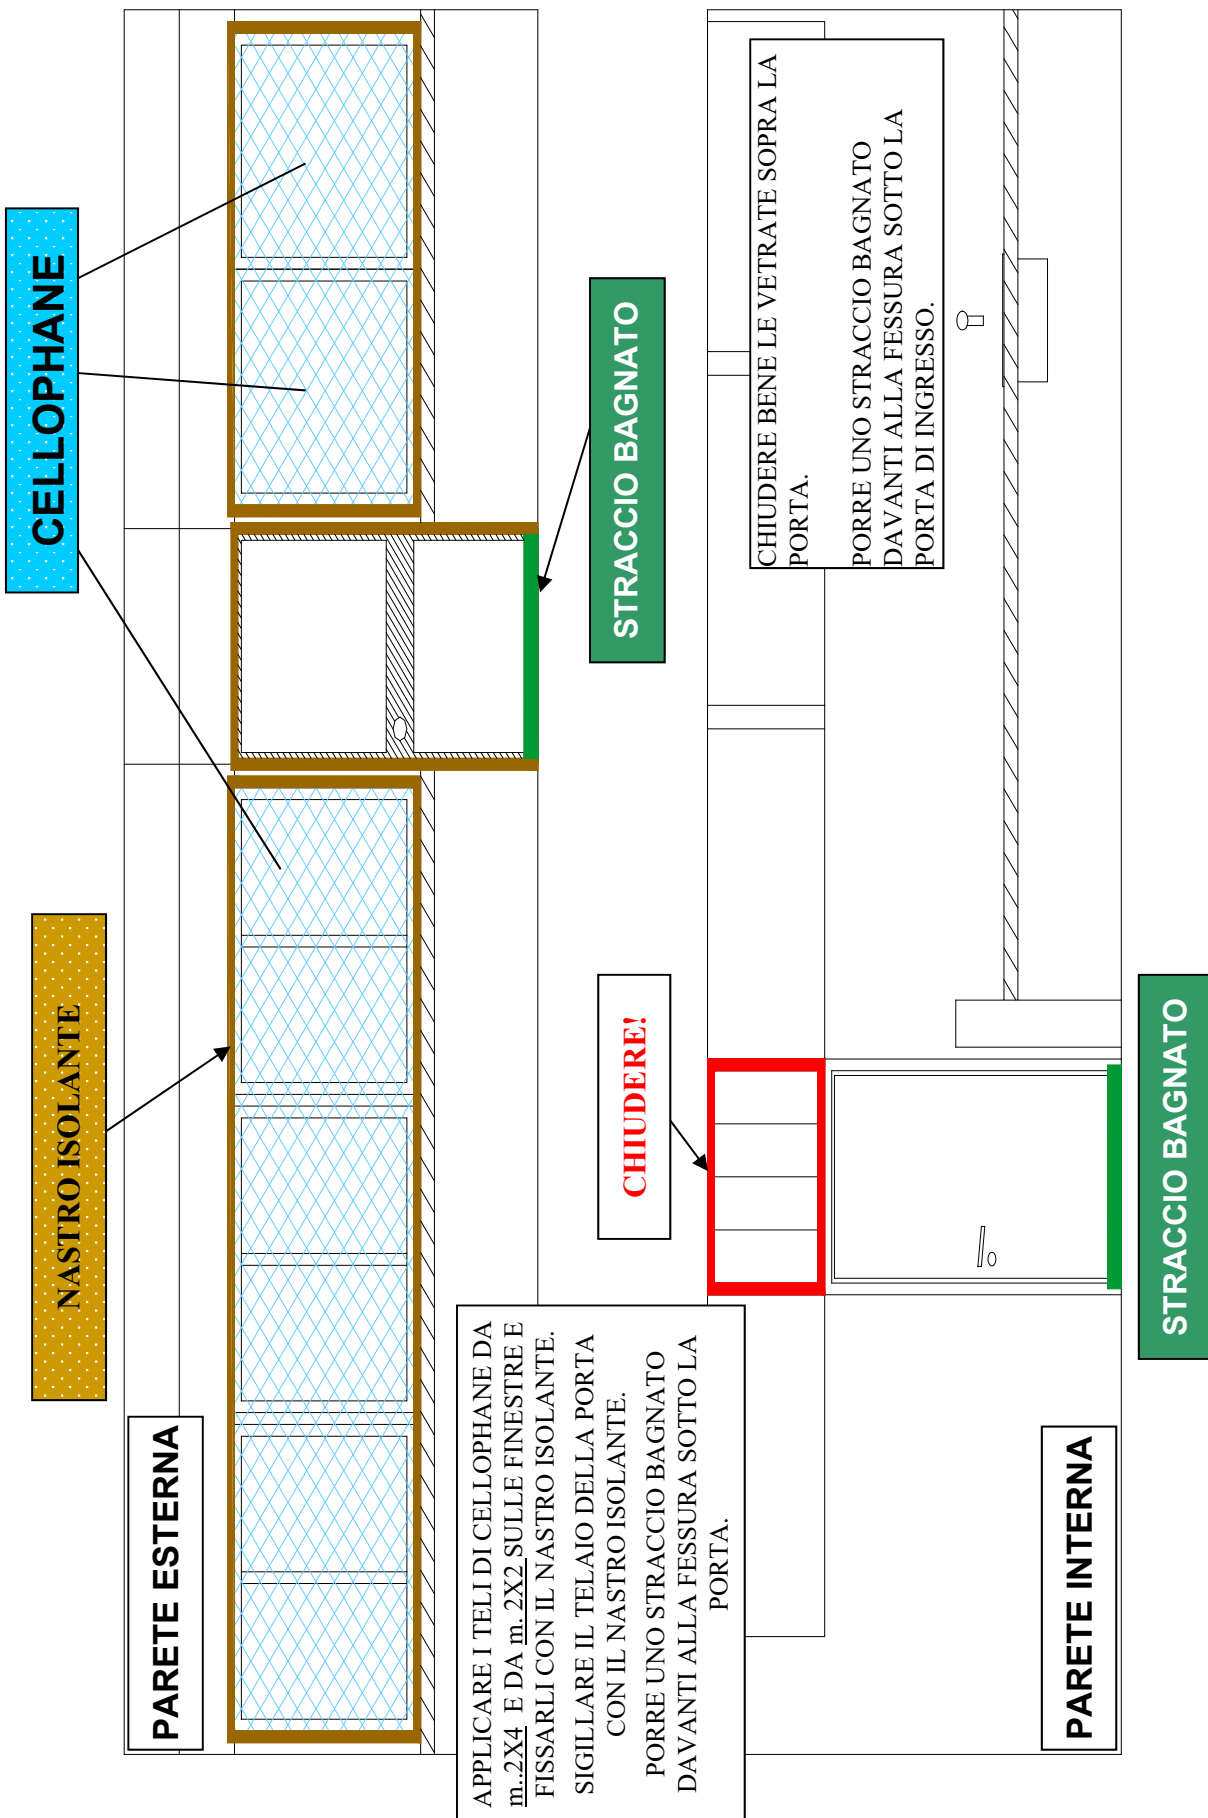 PARETE ESTERNA
NASTRO ISOLANTE
CELLOPHANE
STRACCIO BAGNATO
APPLICARE I TELI DI CELLOPHANE DA
m..2X4 E DA m. 2X2 SULLE FINESTRE E
FISSARLI CON IL NASTRO ISOLANTE.
SIGILLARE IL TELAIO DELLA PORTA
CON IL NASTRO ISOLANTE.
PORRE UNO STRACCIO BAGNATO
DAVANTI ALLA FESSURA SOTTO LA
PORTA.
CHIUDERE!
CHIUDERE BENE LE VETRATE SOPRA LA
PORTA.
PORRE UNO STRACCIO BAGNATO
DAVANTI ALLA FESSURA SOTTO LA
PORTA DI INGRESSO.
PARETE INTERNA
STRACCIO BAGNATO